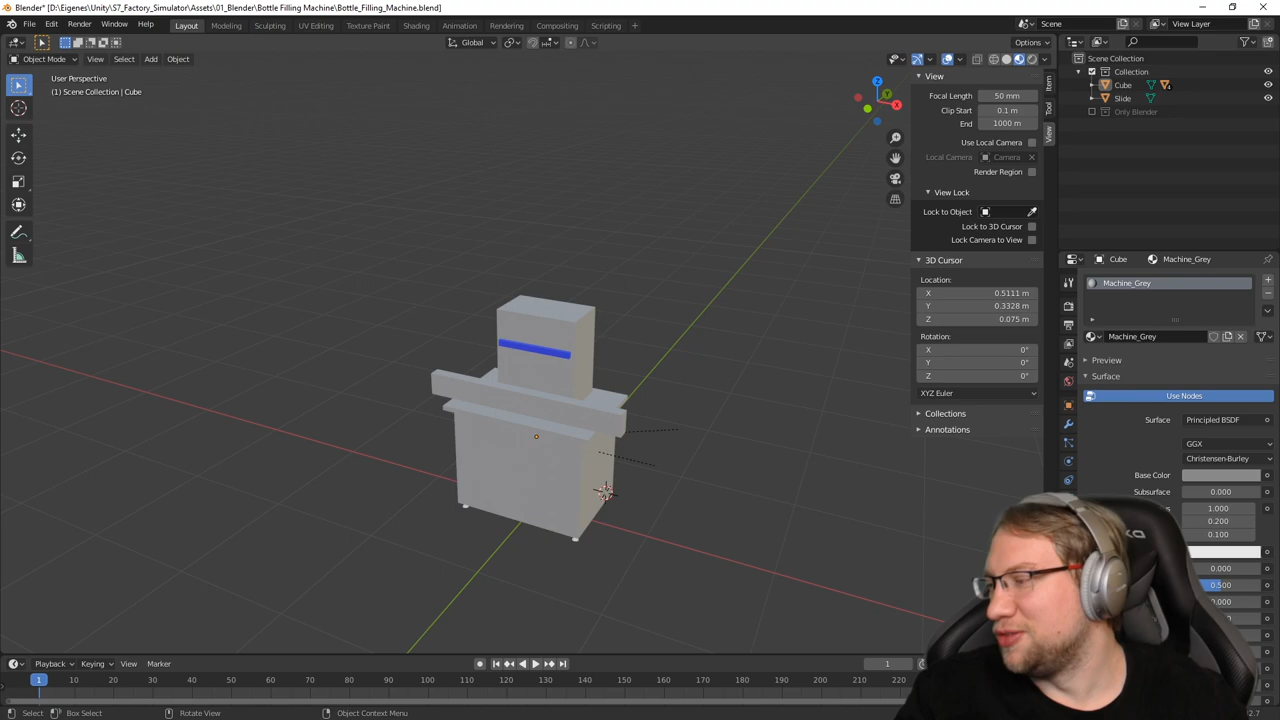 Blender* [D:\Eigenes\Unity\S7_Factory_Simulator\Assets\01_Blender\Bottle Filling Machine\Bottle_Filling_Machine.blend]
File Edit Render Window Help Layout Modeling Sculpting UV Editing Texture Paint Shading Animation Rendering Compositing Scripting Scene View Layer
Global Options
Object Mode View Select Add Object
User Perspective
(1) Scene Collection | Cube
Z
Y
X
View
Focal Length 50 mm
Clip Start 0.1 m
End 1000 m
Use Local Camera
Local Camera Camera
Render Region
View Lock
Lock to Object
Lock to 3D Cursor
Lock Camera to View
3D Cursor
Location:
X 0.5111 m
Y 0.3328 m
Z 0.075 m
Rotation:
X 0°
Y 0°
Z 0°
XYZ Euler
Collections
Annotations
Item
Tool
View
Scene Collection
Collection
Cube
Slide
Only Blender
Cube Machine_Grey
Machine_Grey
Machine_Grey
Preview
Surface
Use Nodes
Surface Principled BSDF
GGX
Christensen-Burley
Base Color
Subsurface 0.000
1.000
0.200
0.100
0.000
0.500
Playback Keying View Marker 1
1 10 20 30 40 50 60 70 80 90 100 110 120 130 140 150 160 170 180 190 200 210 220
Select Box Select Rotate View Object Context Menu